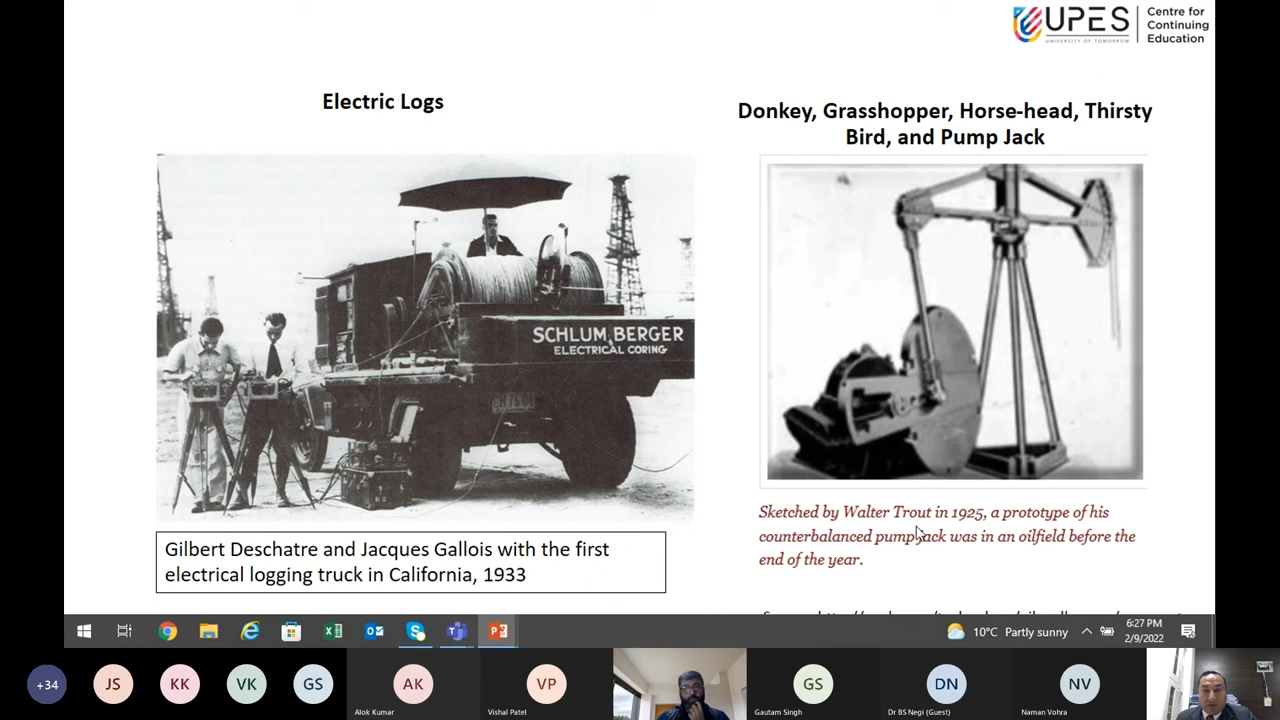 UPES
UNIVERSITY OF TOMORROW
Centre for
Continuing
Education
Electric Logs
Donkey, Grasshopper, Horse-head, Thirsty
Bird, and Pump Jack
SCHLUMBERGER
ELECTRICAL CORING
Gilbert Deschatre and Jacques Gallois with the first
electrical logging truck in California, 1933
Sketched by Walter Trout in 1925, a prototype of his
counterbalanced pump jack was in an oilfield before the
end of the year.
10°C Partly sunny
6:27 PM
2/9/2022
+34
JS
KK
VK
GS
AK
Alok Kumar
VP
Vishal Patel
GS
Gautam Singh
DN
Dr BS Negi (Guest)
NV
Naman Vohra